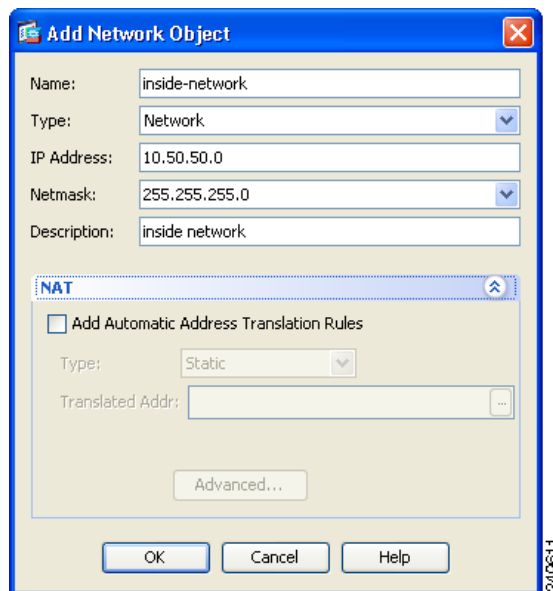 Add Network Object
Name: inside-network
Type: Network
IP Address: 10.50.50.0
Netmask: 255.255.255.0
Description: inside network
NAT
Add Automatic Address Translation Rules
Type: Static
Translated Addr: ...
Advanced...
OK Cancel Help
240611